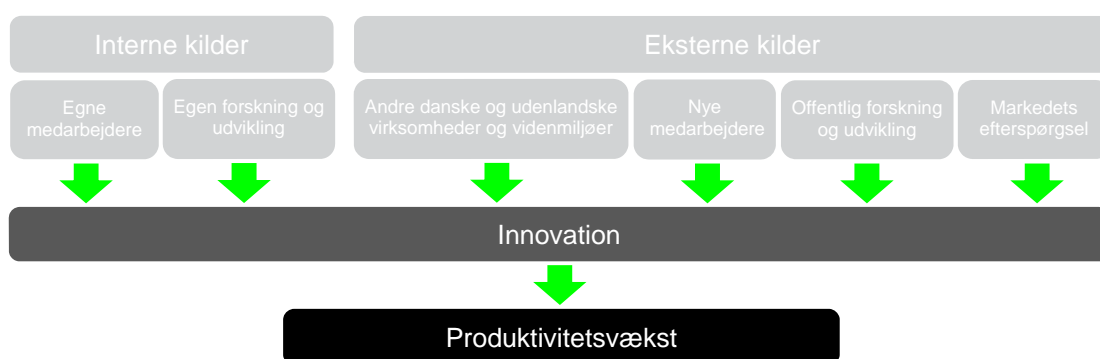 Interne kilder
Eksterne kilder
Egne
medarbejdere
Egen forskning og
udvikling
Andre danske og udenlandske
virksomheder og videnmiljøer
Nye
medarbejdere
Offentlig forskning
og udvikling
Markedets
efterspørgsel
Innovation
Produktivitetsvækst